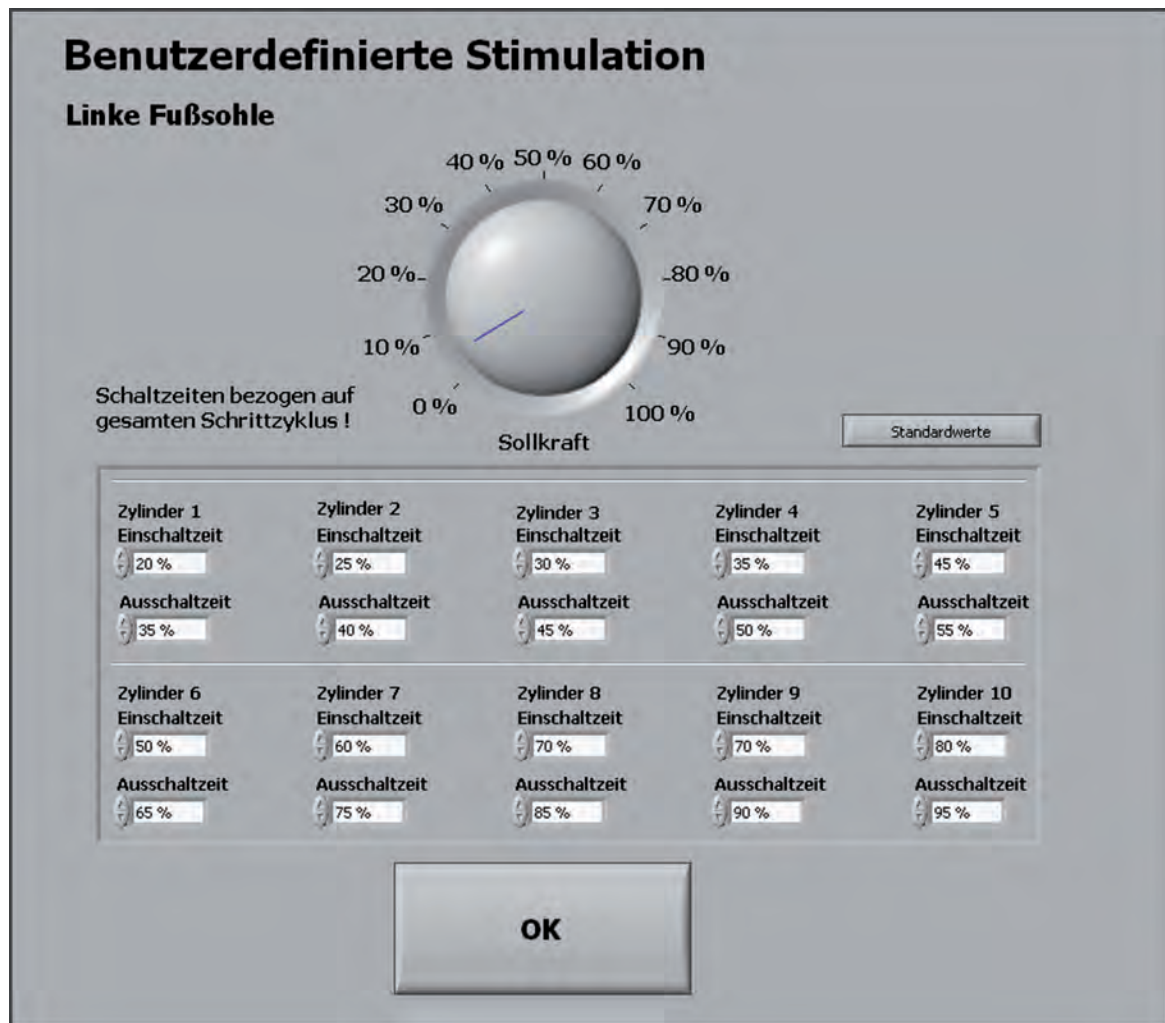 Benutzerdefinierte Stimulation
Linke Fußsohle
40 % 50 % 60 %
30 % 70 %
20 % 80 %
10 % 90 %
0 % 100 %
Schaltzeiten bezogen auf
gesamten Schrittzyklus !
Sollkraft
Standardwerte
Zylinder 1 Zylinder 2 Zylinder 3 Zylinder 4 Zylinder 5
Einschaltzeit Einschaltzeit Einschaltzeit Einschaltzeit Einschaltzeit
20 % 25 % 30 % 35 % 45 %
Ausschaltzeit Ausschaltzeit Ausschaltzeit Ausschaltzeit Ausschaltzeit
35 % 40 % 45 % 50 % 55 %
Zylinder 6 Zylinder 7 Zylinder 8 Zylinder 9 Zylinder 10
Einschaltzeit Einschaltzeit Einschaltzeit Einschaltzeit Einschaltzeit
50 % 60 % 70 % 70 % 80 %
Ausschaltzeit Ausschaltzeit Ausschaltzeit Ausschaltzeit Ausschaltzeit
65 % 75 % 85 % 90 % 95 %
OK